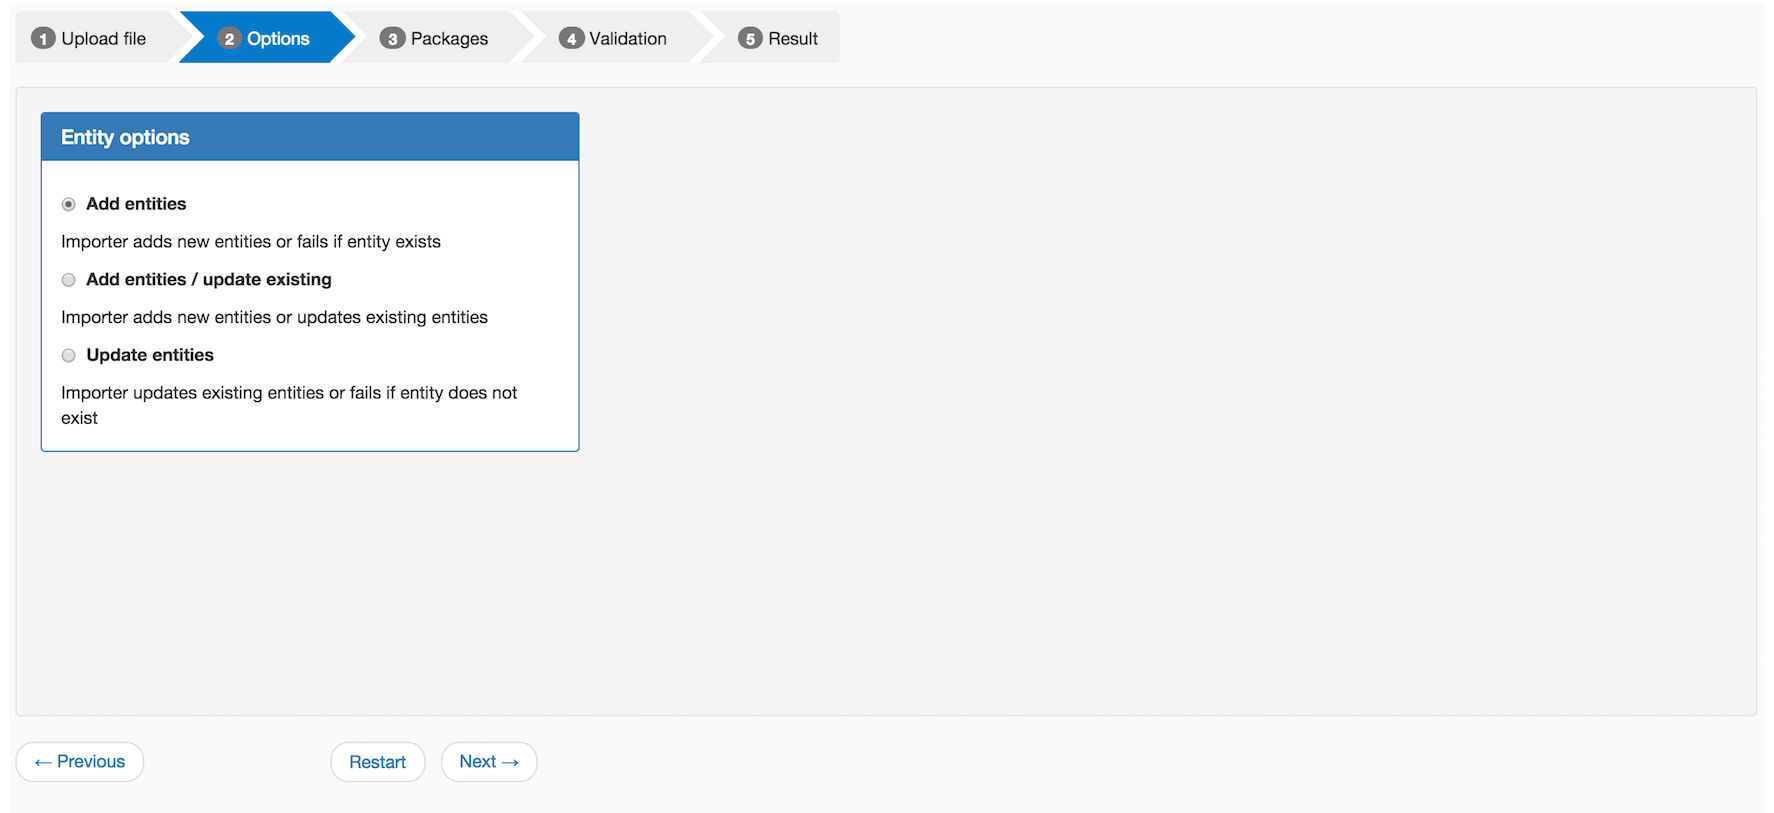 1 Upload file 2 Options 3 Packages 4 Validation 5 Result
Entity options
Add entities
Importer adds new entities or fails if entity exists
Add entities / update existing
Importer adds new entities or updates existing entities
Update entities
Importer updates existing entities or fails if entity does not
exist
← Previous Restart Next →